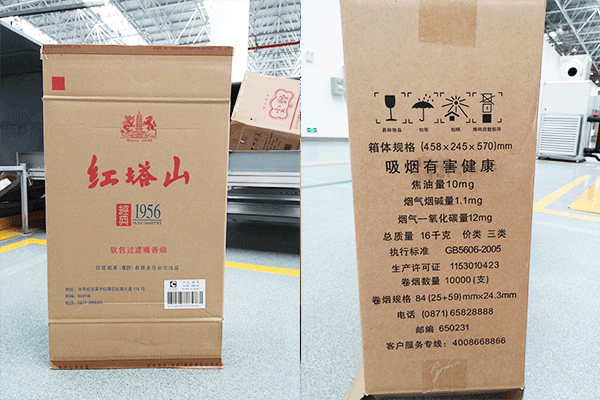 红塔山
經典
1956
软包过滤嘴香烟
红塔烟草（集团）有限责任公司出品
易碎物品
怕雨
怕晒
堆码层数极限
箱体规格 (458×245×570)mm
吸烟有害健康
焦油量10mg
烟气烟碱量1.1mg
烟气一氧化碳量12mg
总质量 16千克 价类 三类
执行标准 GB5606-2005
生产许可证 1153010423
卷烟数量 10000 (支)
卷烟规格 84(25+59)mm×24.3mm
电话 (0871) 65828888
邮编 650231
客户服务专线：4008668866